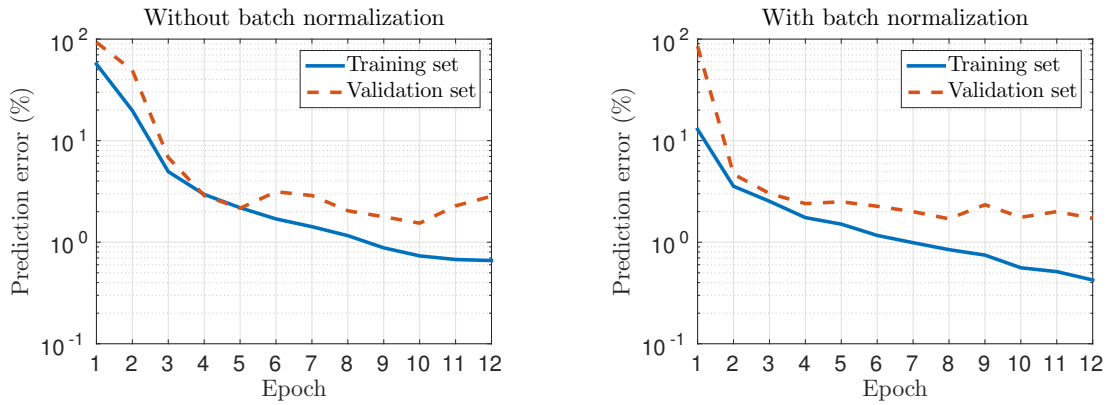 Without batch normalization
Prediction error (%)
10^2
10^1
10^0
10^-1
Training set
Validation set
1 2 3 4 5 6 7 8 9 10 11 12
Epoch
With batch normalization
Prediction error (%)
10^2
10^1
10^0
10^-1
Training set
Validation set
1 2 3 4 5 6 7 8 9 10 11 12
Epoch